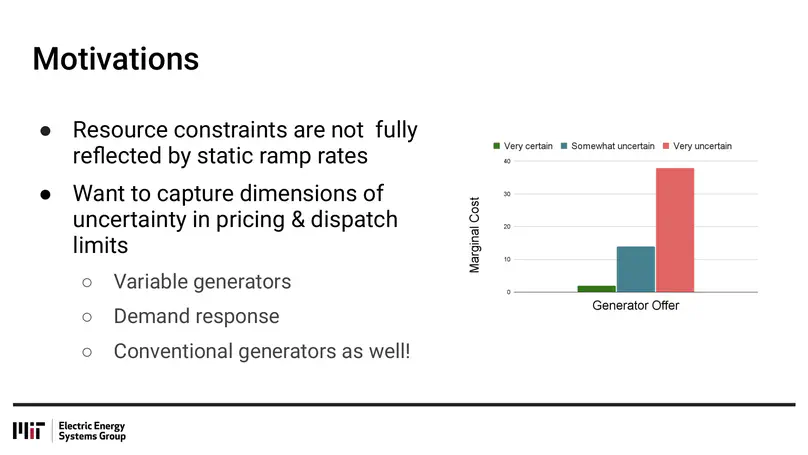 Motivations
● Resource constraints are not  fully
reflected by static ramp rates
● Want to capture dimensions of
uncertainty in pricing & dispatch
limits
○ Variable generators
○ Demand response
○ Conventional generators as well!
Very certain Somewhat uncertain Very uncertain
40
30
20
10
0
Marginal Cost
Generator Offer
MIT
Electric Energy
Systems Group